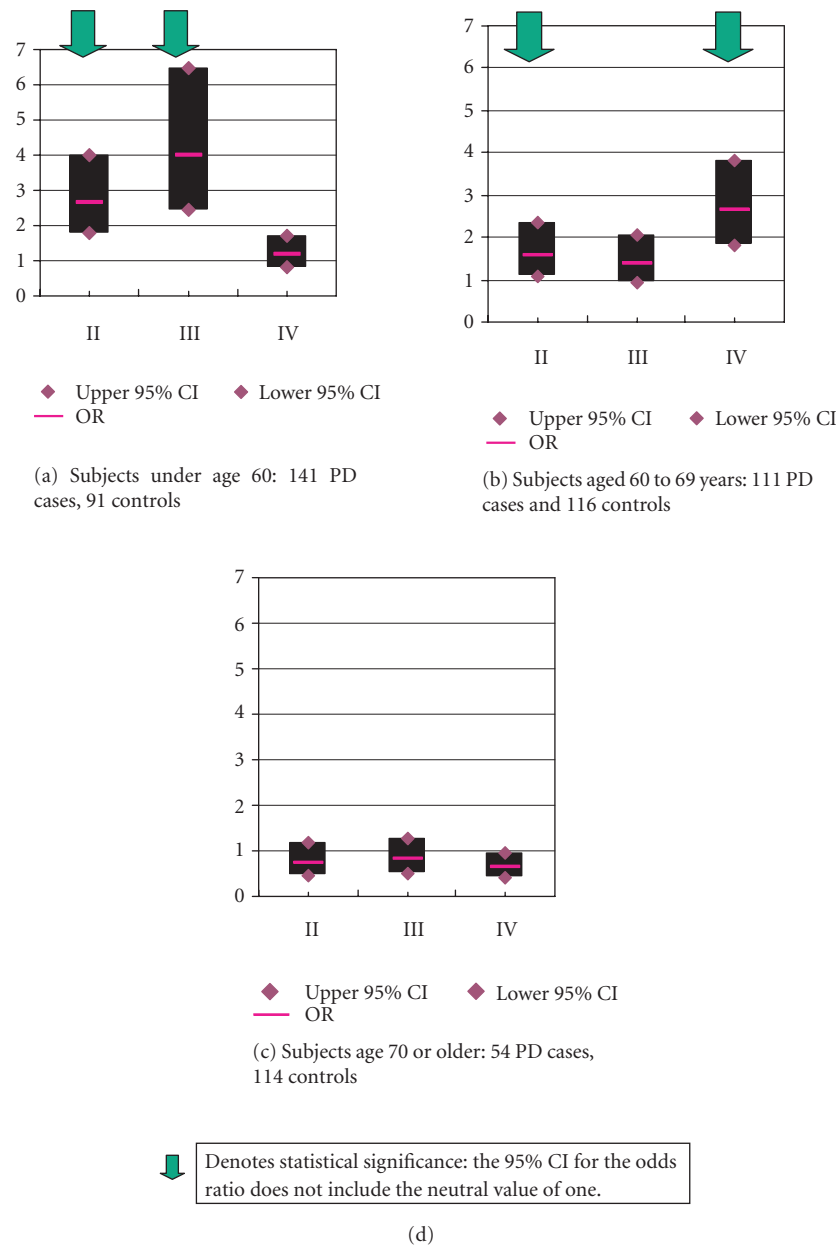 7
6
5
4
3
2
1
0
II III IV
Upper 95% CI Lower 95% CI
OR
(a) Subjects under age 60: 141 PD
cases, 91 controls
7
6
5
4
3
2
1
0
II III IV
Upper 95% CI Lower 95% CI
OR
(b) Subjects aged 60 to 69 years: 111 PD
cases and 116 controls
7
6
5
4
3
2
1
0
II III IV
Upper 95% CI Lower 95% CI
OR
(c) Subjects age 70 or older: 54 PD cases,
114 controls
Denotes statistical significance: the 95% CI for the odds
ratio does not include the neutral value of one.
(d)